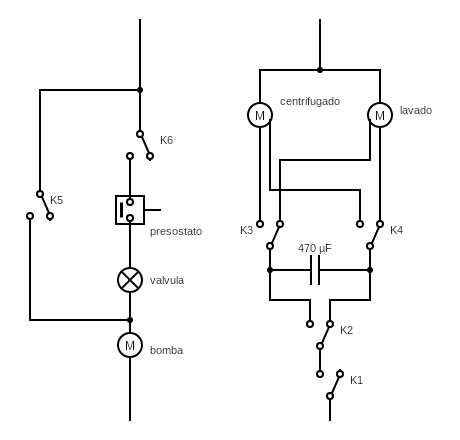 centrifugado
M
M
lavado
K6
K5
K3
K4
presostato
470 µF
valvula
K2
M
bomba
K1